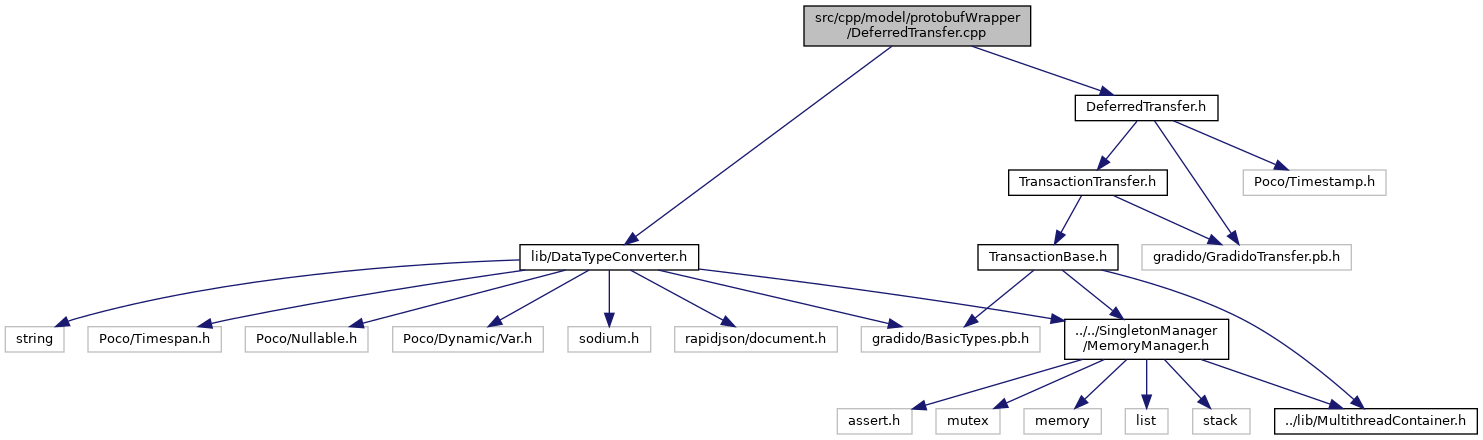 src/cpp/model/protobufWrapper
/DeferredTransfer.cpp
DeferredTransfer.h
TransactionTransfer.h
Poco/Timestamp.h
lib/DataTypeConverter.h
TransactionBase.h
gradido/GradidoTransfer.pb.h
string
Poco/Timespan.h
Poco/Nullable.h
Poco/Dynamic/Var.h
sodium.h
rapidjson/document.h
gradido/BasicTypes.pb.h
../../SingletonManager
/MemoryManager.h
assert.h
mutex
memory
list
stack
../lib/MultithreadContainer.h